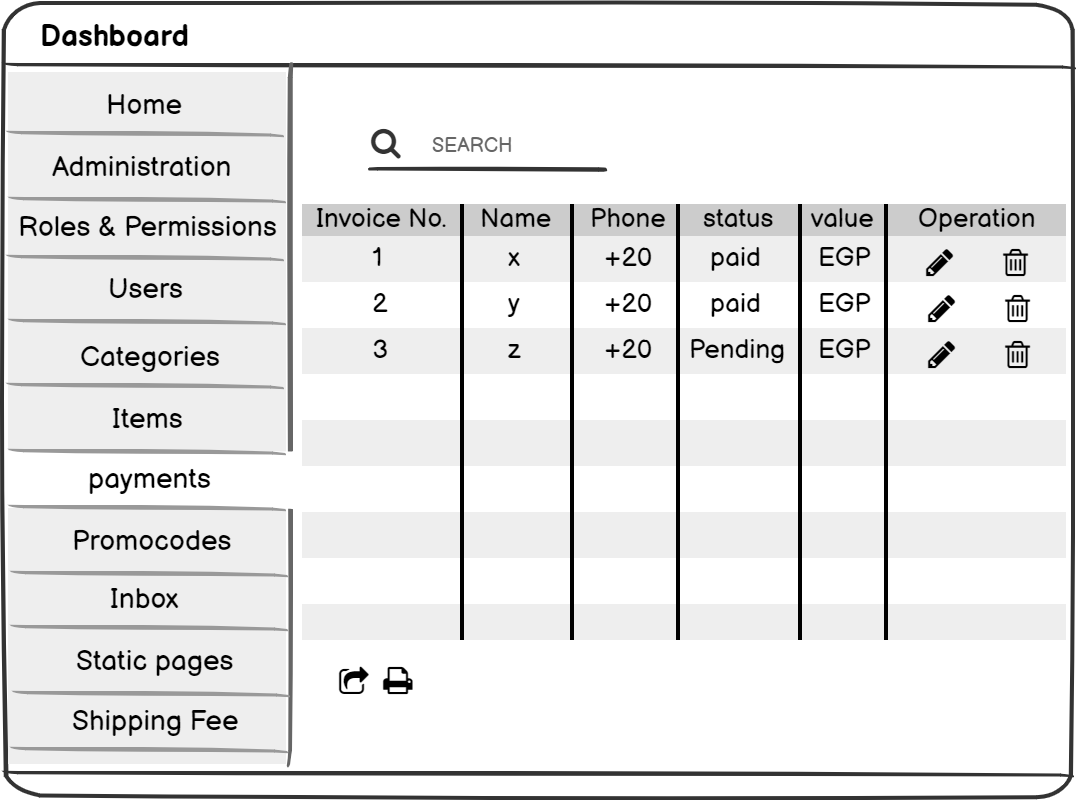 Dashboard
Home
Administration
Roles & Permissions
Users
Categories
Items
payments
Promocodes
Inbox
Static pages
Shipping Fee
SEARCH
Invoice No. Name Phone status value Operation
1 x +20 paid EGP
2 y +20 paid EGP
3 z +20 Pending EGP